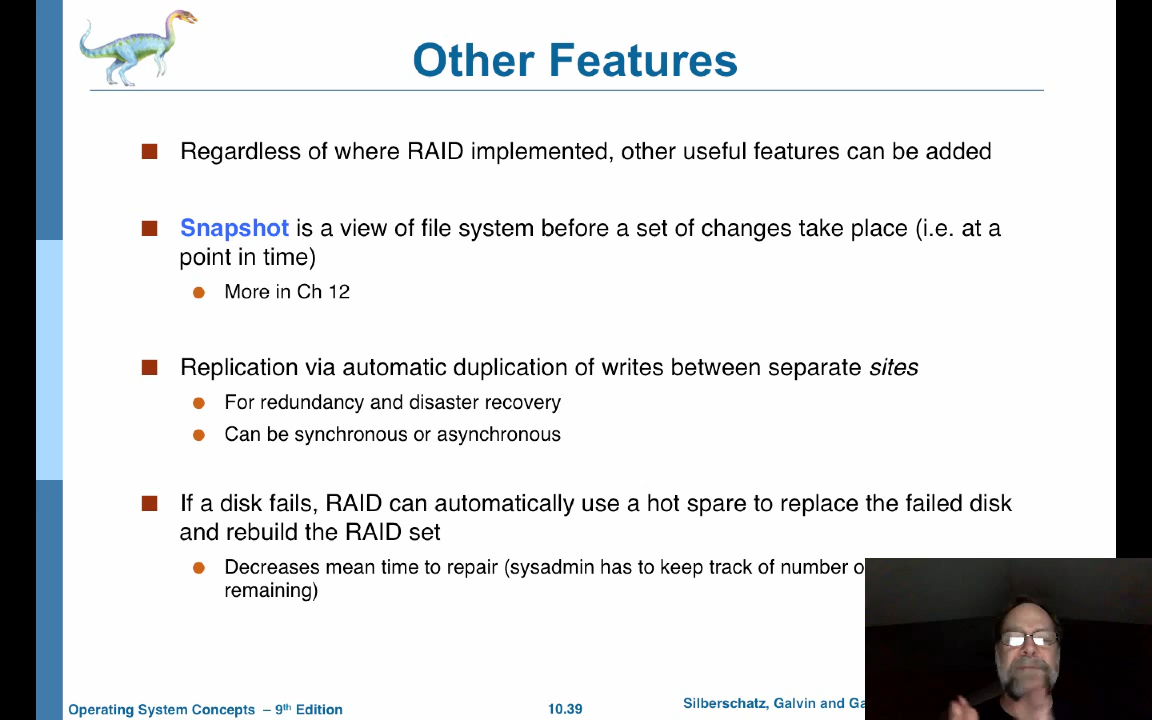 Other Features
Regardless of where RAID implemented, other useful features can be added
Snapshot is a view of file system before a set of changes take place (i.e. at a
point in time)
More in Ch 12
Replication via automatic duplication of writes between separate sites
For redundancy and disaster recovery
Can be synchronous or asynchronous
If a disk fails, RAID can automatically use a hot spare to replace the failed disk
and rebuild the RAID set
Decreases mean time to repair (sysadmin has to keep track of number
remaining)
Operating System Concepts – 9th Edition
10.39
Silberschatz, Galvin and